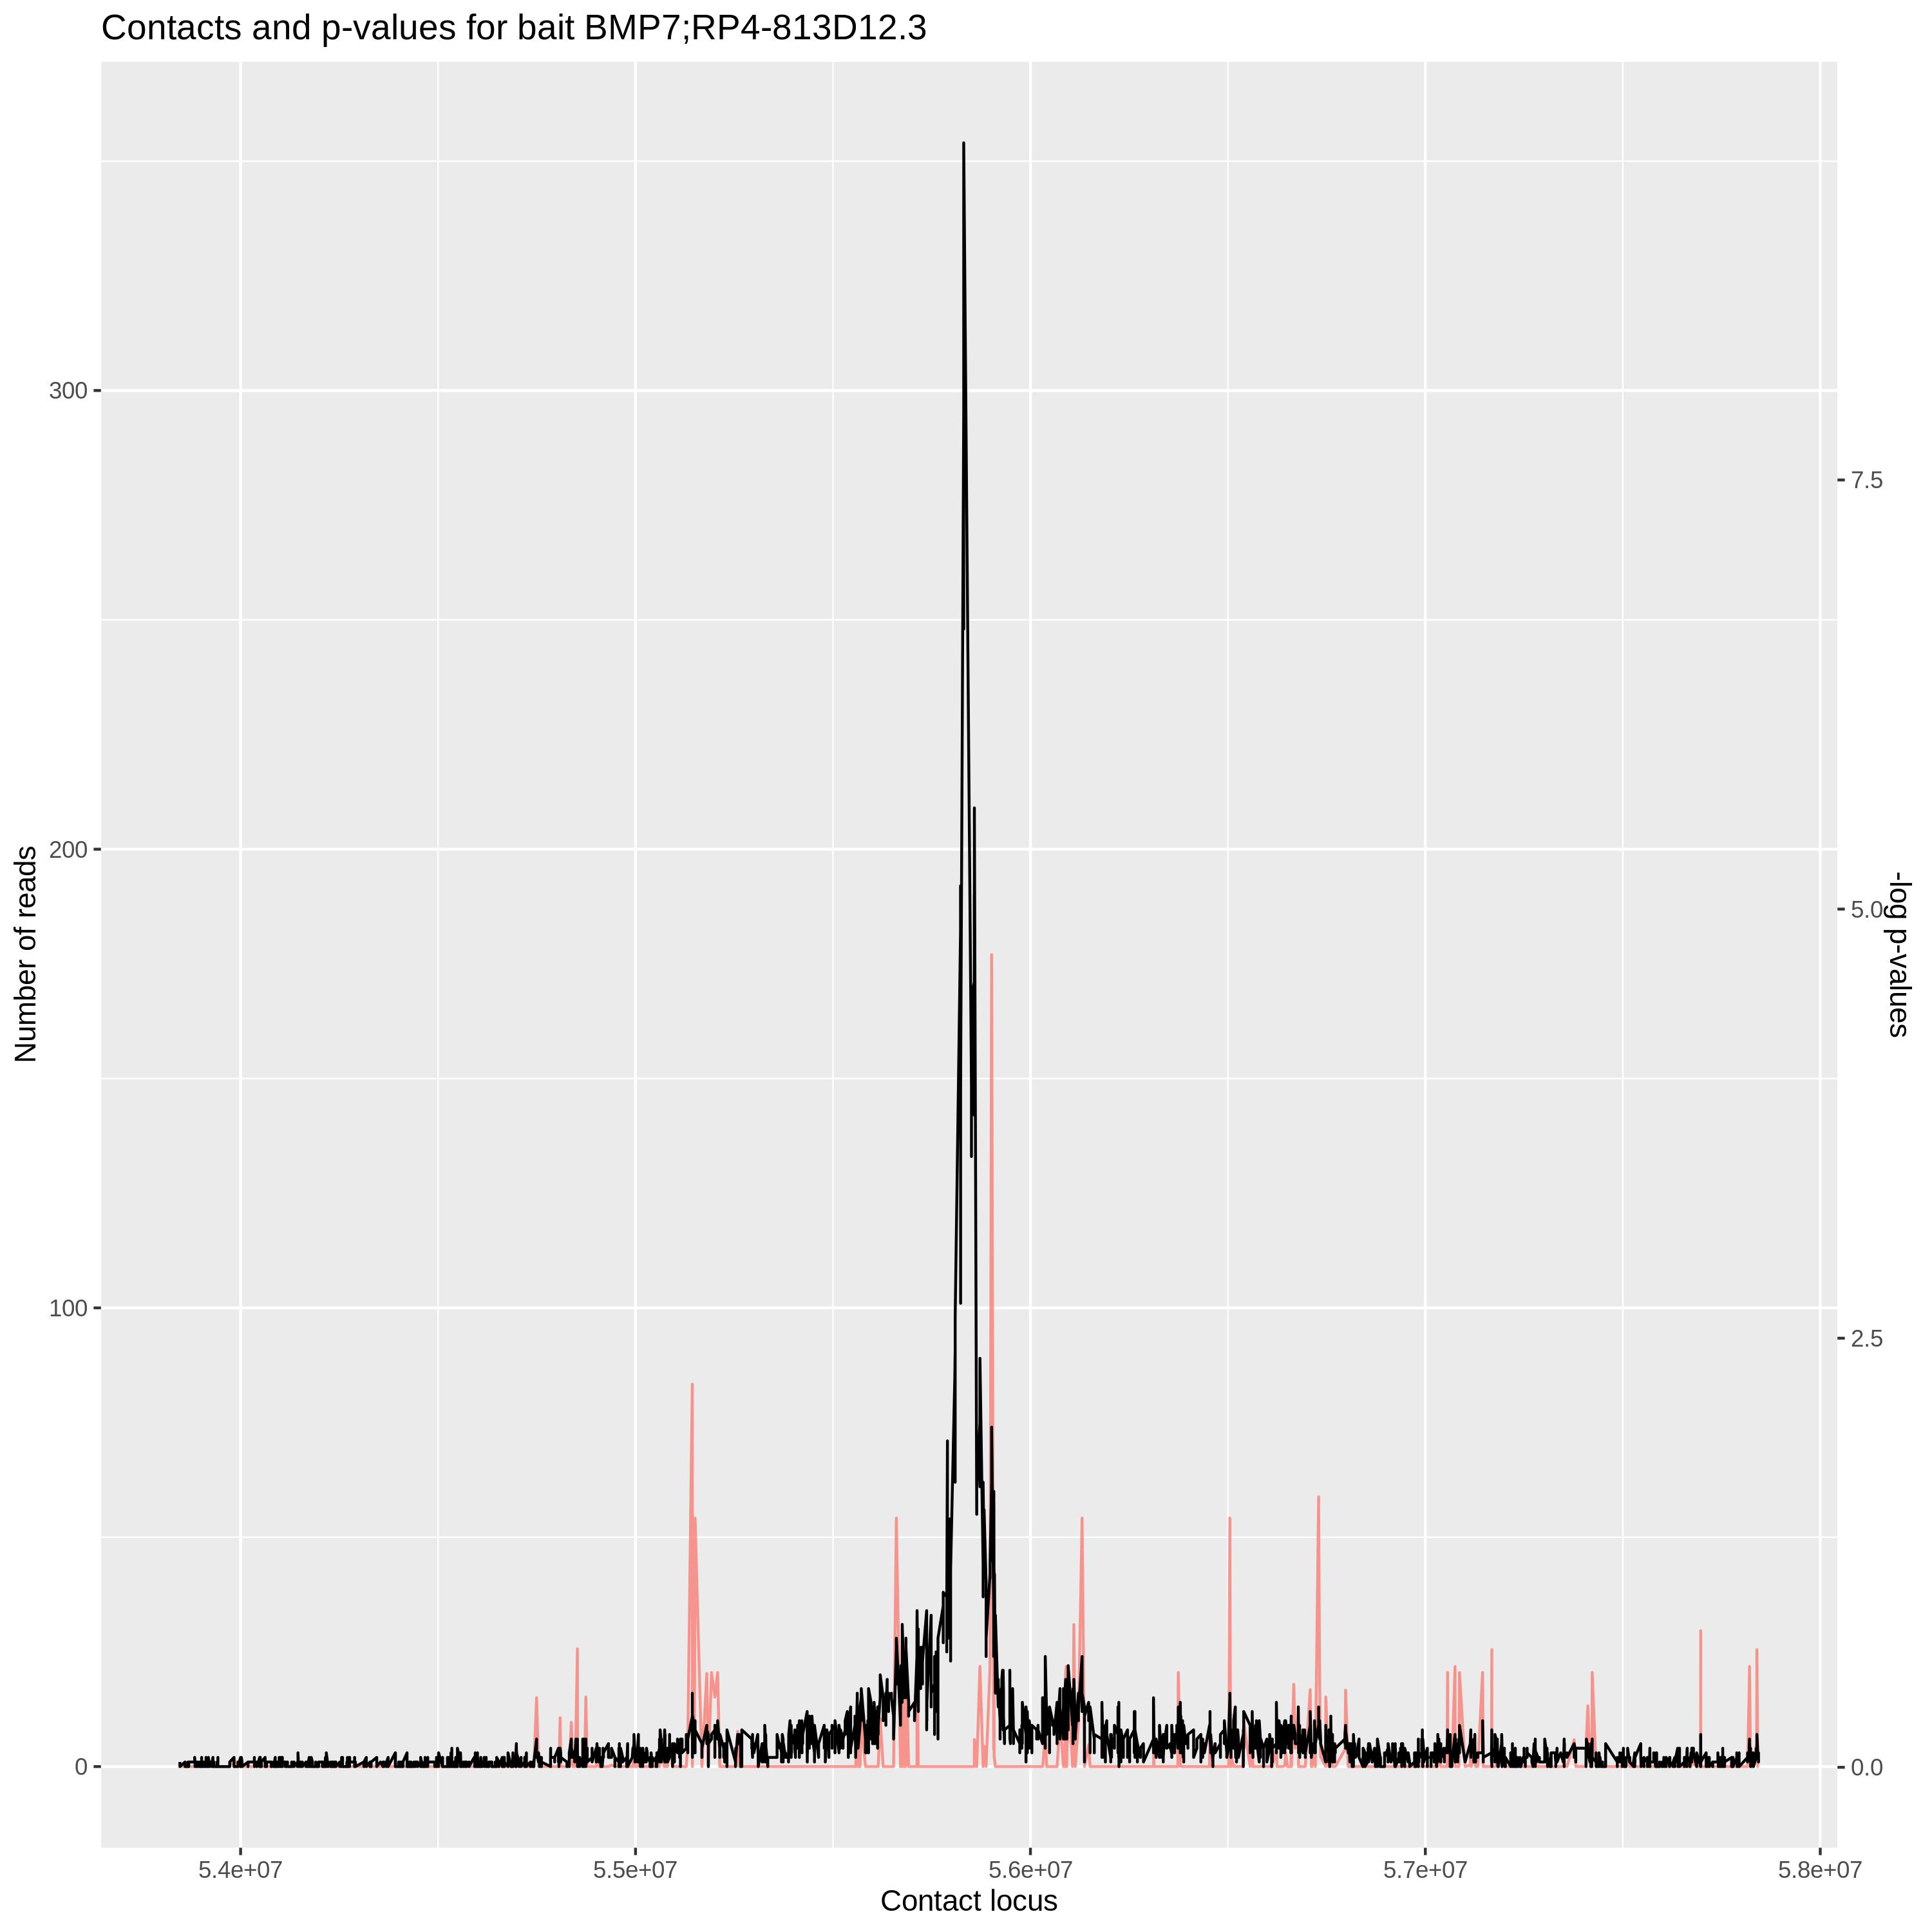 Contacts and p-values for bait BMP7;RP4-813D12.3
Number of reads
300
200
100
0
7.5
5.0
2.5
0.0
-log p-values
5.4e+07
5.5e+07
5.6e+07
5.7e+07
5.8e+07
Contact locus